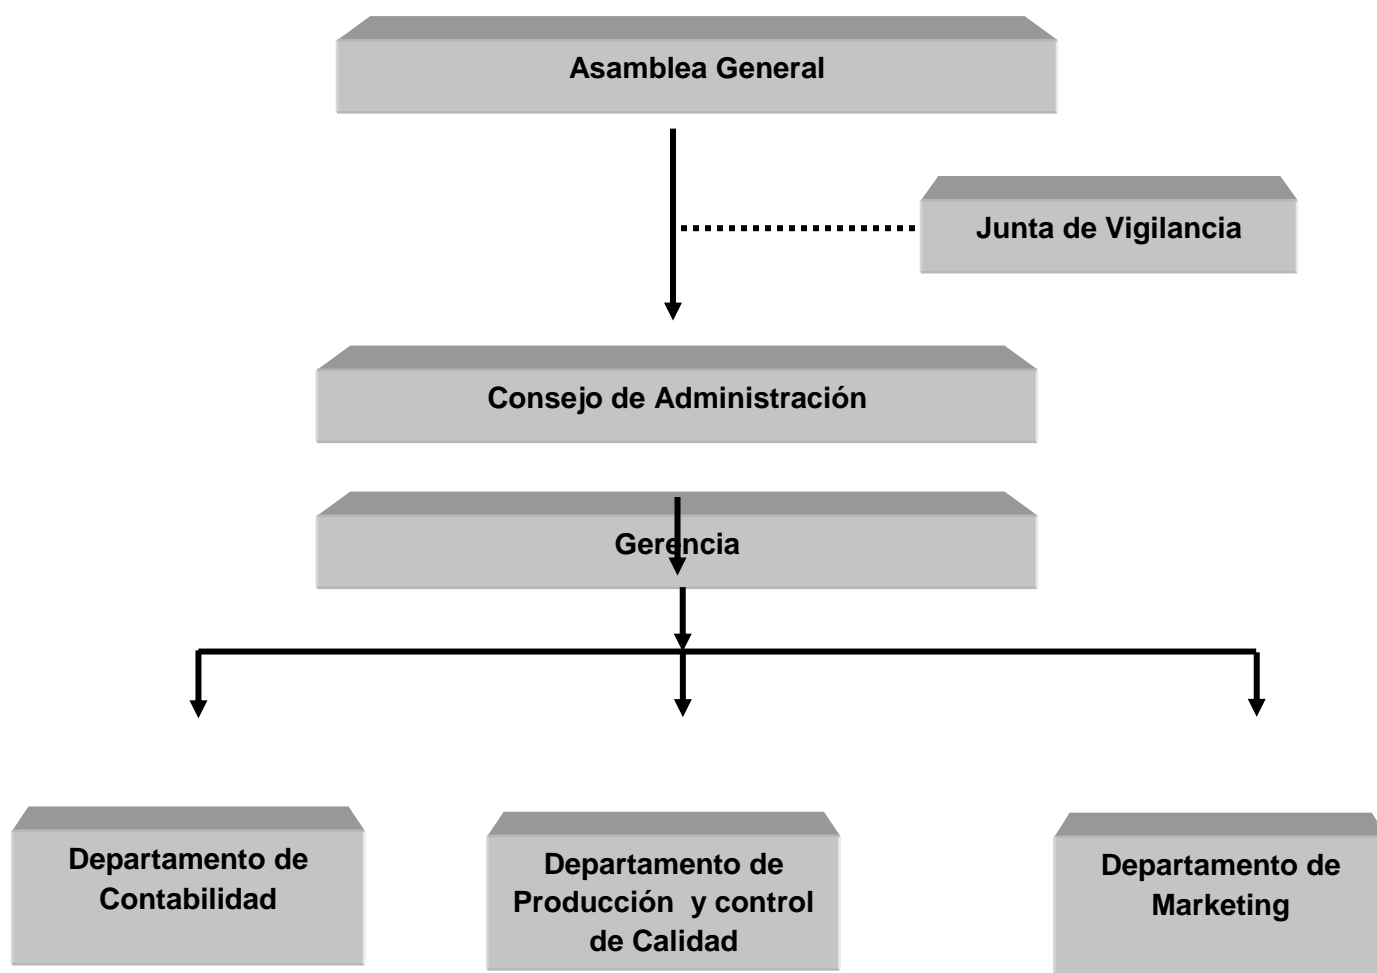 Asamblea General
Junta de Vigilancia
Consejo de Administración
Gerencia
Departamento de
Contabilidad
Departamento de
Producción  y control
de Calidad
Departamento de
Marketing